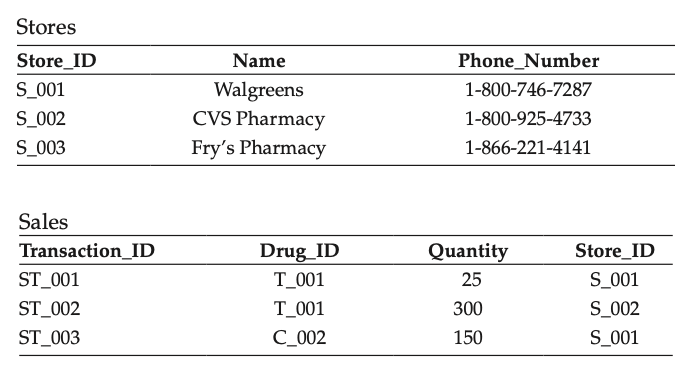 Stores
Store_ID Name Phone_Number
S_001 Walgreens 1-800-746-7287
S_002 CVS Pharmacy 1-800-925-4733
S_003 Fry’s Pharmacy 1-866-221-4141
Sales
Transaction_ID Drug_ID Quantity Store_ID
ST_001 T_001 25 S_001
ST_002 T_001 300 S_002
ST_003 C_002 150 S_001